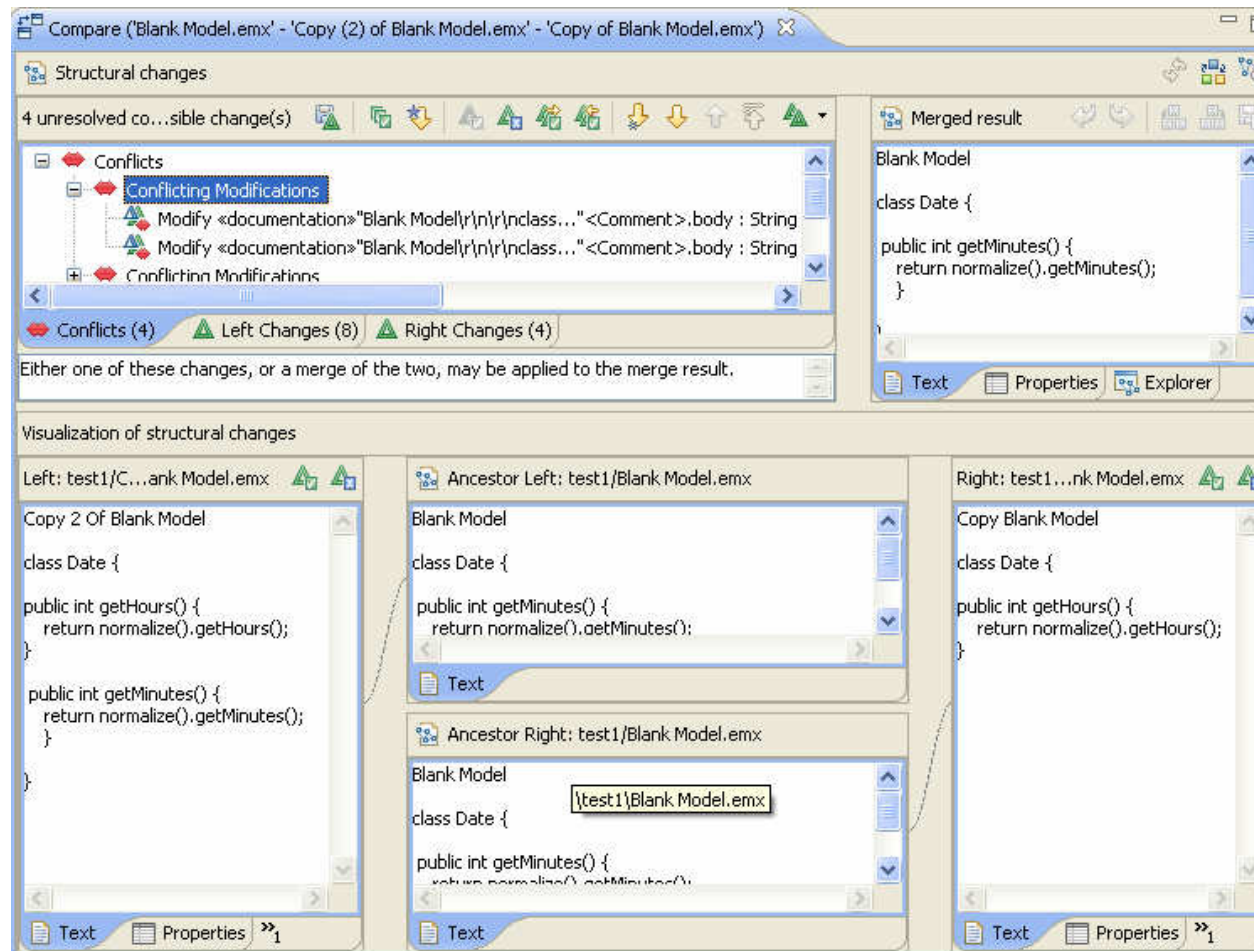 Compare ('Blank Model.emx' - 'Copy (2) of Blank Model.emx' - 'Copy of Blank Model.emx')
Structural changes
4 unresolved co...sible change(s)
Conflicts
Conflicting Modifications
Modify «documentation»"Blank Model\r\n\r\nclass..."<Comment>.body : String
Modify «documentation»"Blank Model\r\n\r\nclass..."<Comment>.body : String
Conflicting Modifications
Conflicts (4) Left Changes (8) Right Changes (4)
Either one of these changes, or a merge of the two, may be applied to the merge result.
Merged result
Blank Model
class Date {
public int getMinutes() {
return normalize().getMinutes();
}
}
Text Properties Explorer
Visualization of structural changes
Left: test1/C...ank Model.emx
Copy 2 Of Blank Model
class Date {
public int getHours() {
return normalize().getHours();
}
public int getMinutes() {
return normalize().getMinutes();
}
}
Text Properties »1
Ancestor Left: test1/Blank Model.emx
Blank Model
class Date {
public int getMinutes() {
return normalize().getMinutes();
Text
Ancestor Right: test1/Blank Model.emx
Blank Model
\test1\Blank Model.emx
class Date {
public int getMinutes() {
return normalize().getMinutes();
Text
Right: test1...nk Model.emx
Copy Blank Model
class Date {
public int getHours() {
return normalize().getHours();
}
Text Properties »1